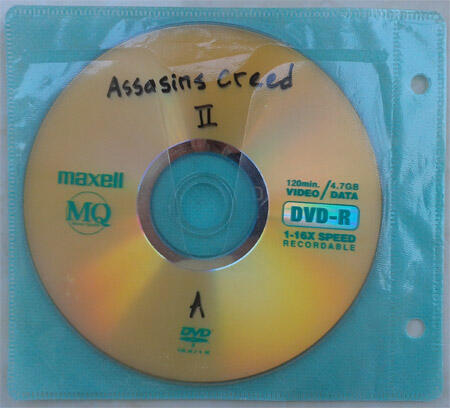 Assasins Creed
II
maxell
MQ
120min. / 4.7GB
VIDEO / DATA
DVD-R
1-16X SPEED
RECORDABLE
A
DVD